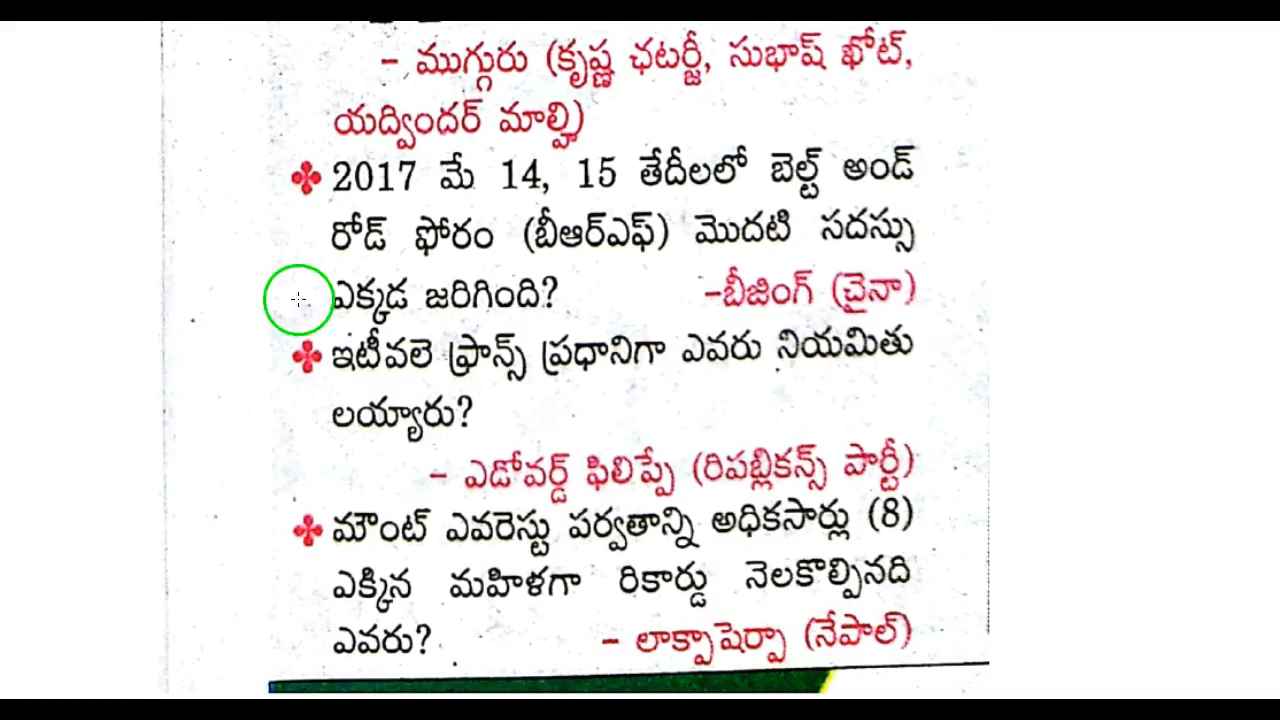 - ముగ్గురు (కృష్ణ ఛటర్జీ, సుభాష్ ఖోట్,
యద్విందర్ మాల్హి)
✤ 2017 మే 14, 15 తేదీలలో బెల్ట్ అండ్
రోడ్ ఫోరం (బీఆర్ఎఫ్) మొదటి సదస్సు
ఎక్కడ జరిగింది? -బీజింగ్ (చైనా)
✤ ఇటీవలె ఫ్రాన్స్ ప్రధానిగా ఎవరు నియమితు
లయ్యారు?
- ఎడోవర్డ్ ఫిలిప్పే (రిపబ్లికన్స్ పార్టీ)
✤ మౌంట్ ఎవరెస్టు పర్వతాన్ని అధికసార్లు (8)
ఎక్కిన మహిళగా రికార్డు నెలకొల్పినది
ఎవరు? - లాక్పాషెర్పా (నేపాల్)